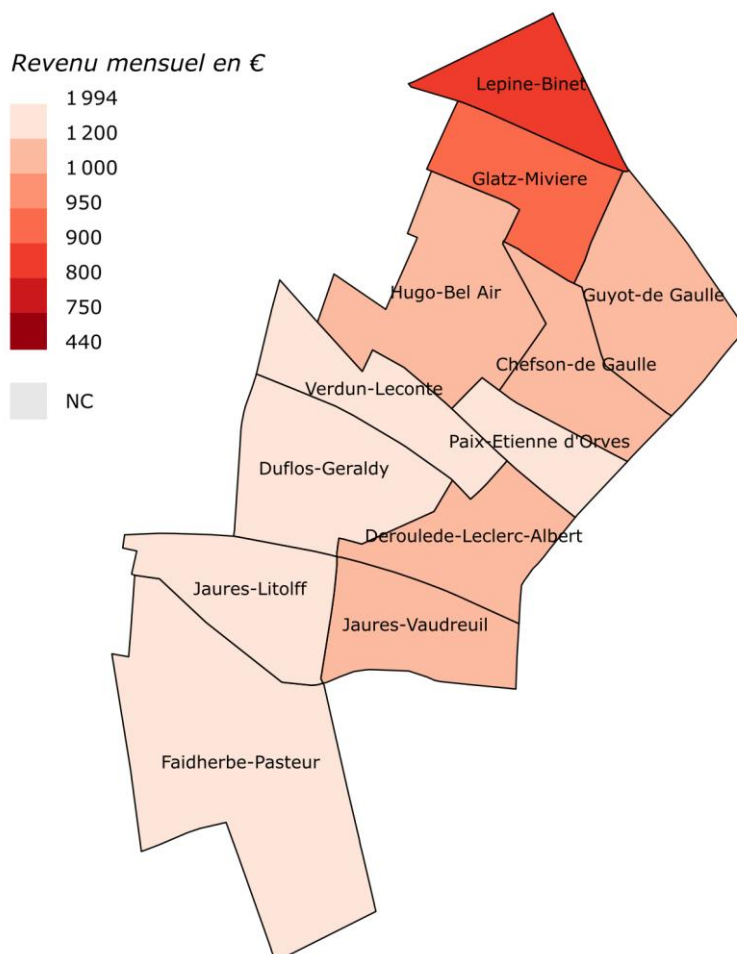 Revenu mensuel en €
1 994
1 200
1 000
950
900
800
750
440
NC
Lepine-Binet
Glatz-Miviere
Hugo-Bel Air
Guyot-de Gaulle
Chefson-de Gaulle
Verdun-Leconte
Paix-Etienne d'Orves
Duflos-Geraldy
Deroulede-Leclerc-Albert
Jaures-Litolff
Jaures-Vaudreuil
Faidherbe-Pasteur